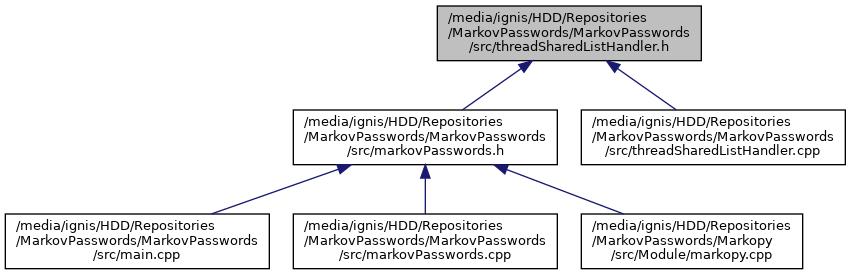 /media/ignis/HDD/Repositories
/MarkovPasswords/MarkovPasswords
/src/threadSharedListHandler.h
/media/ignis/HDD/Repositories
/MarkovPasswords/MarkovPasswords
/src/markovPasswords.h
/media/ignis/HDD/Repositories
/MarkovPasswords/MarkovPasswords
/src/threadSharedListHandler.cpp
/media/ignis/HDD/Repositories
/MarkovPasswords/MarkovPasswords
/src/main.cpp
/media/ignis/HDD/Repositories
/MarkovPasswords/MarkovPasswords
/src/markovPasswords.cpp
/media/ignis/HDD/Repositories
/MarkovPasswords/Markopy
/src/Module/markopy.cpp